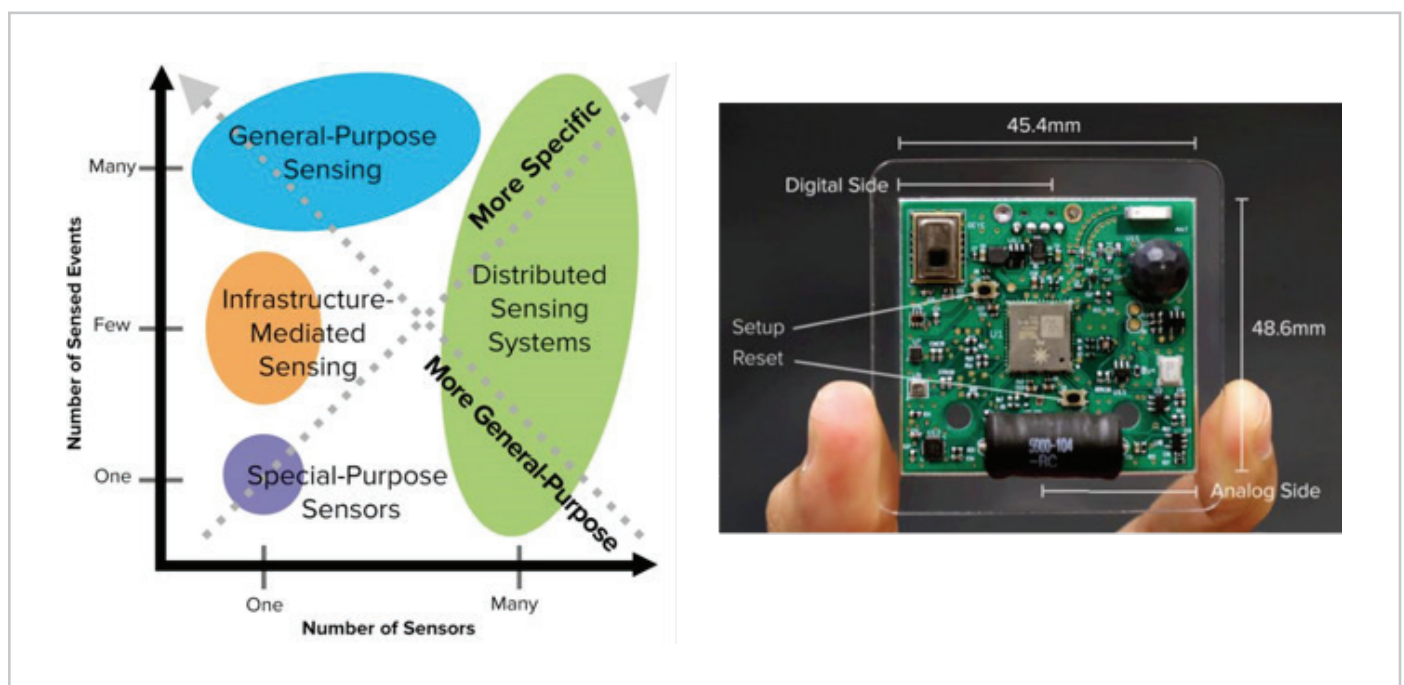 General-Purpose
Sensing
More Specific
Many
Infrastructure-
Mediated
Sensing
Distributed
Sensing
Systems
Few
Number of Sensed Events
More General-Purpose
Special-Purpose
Sensors
One
One
Many
Number of Sensors
45.4mm
Digital Side
Setup
Reset
48.6mm
5900-104
-RC
Analog Side